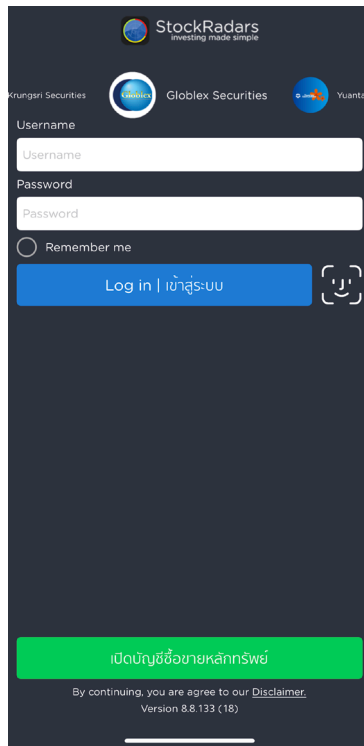 StockRadars
investing made simple
Krungsri Securities
Globlex
Globlex Securities
Yuanta
Username
Username
Password
Password
Remember me
Log in | เข้าสู่ระบบ
เปิดบัญชีซื้อขายหลักทรัพย์
By continuing, you are agree to our Disclaimer.
Version 8.8.133 (18)